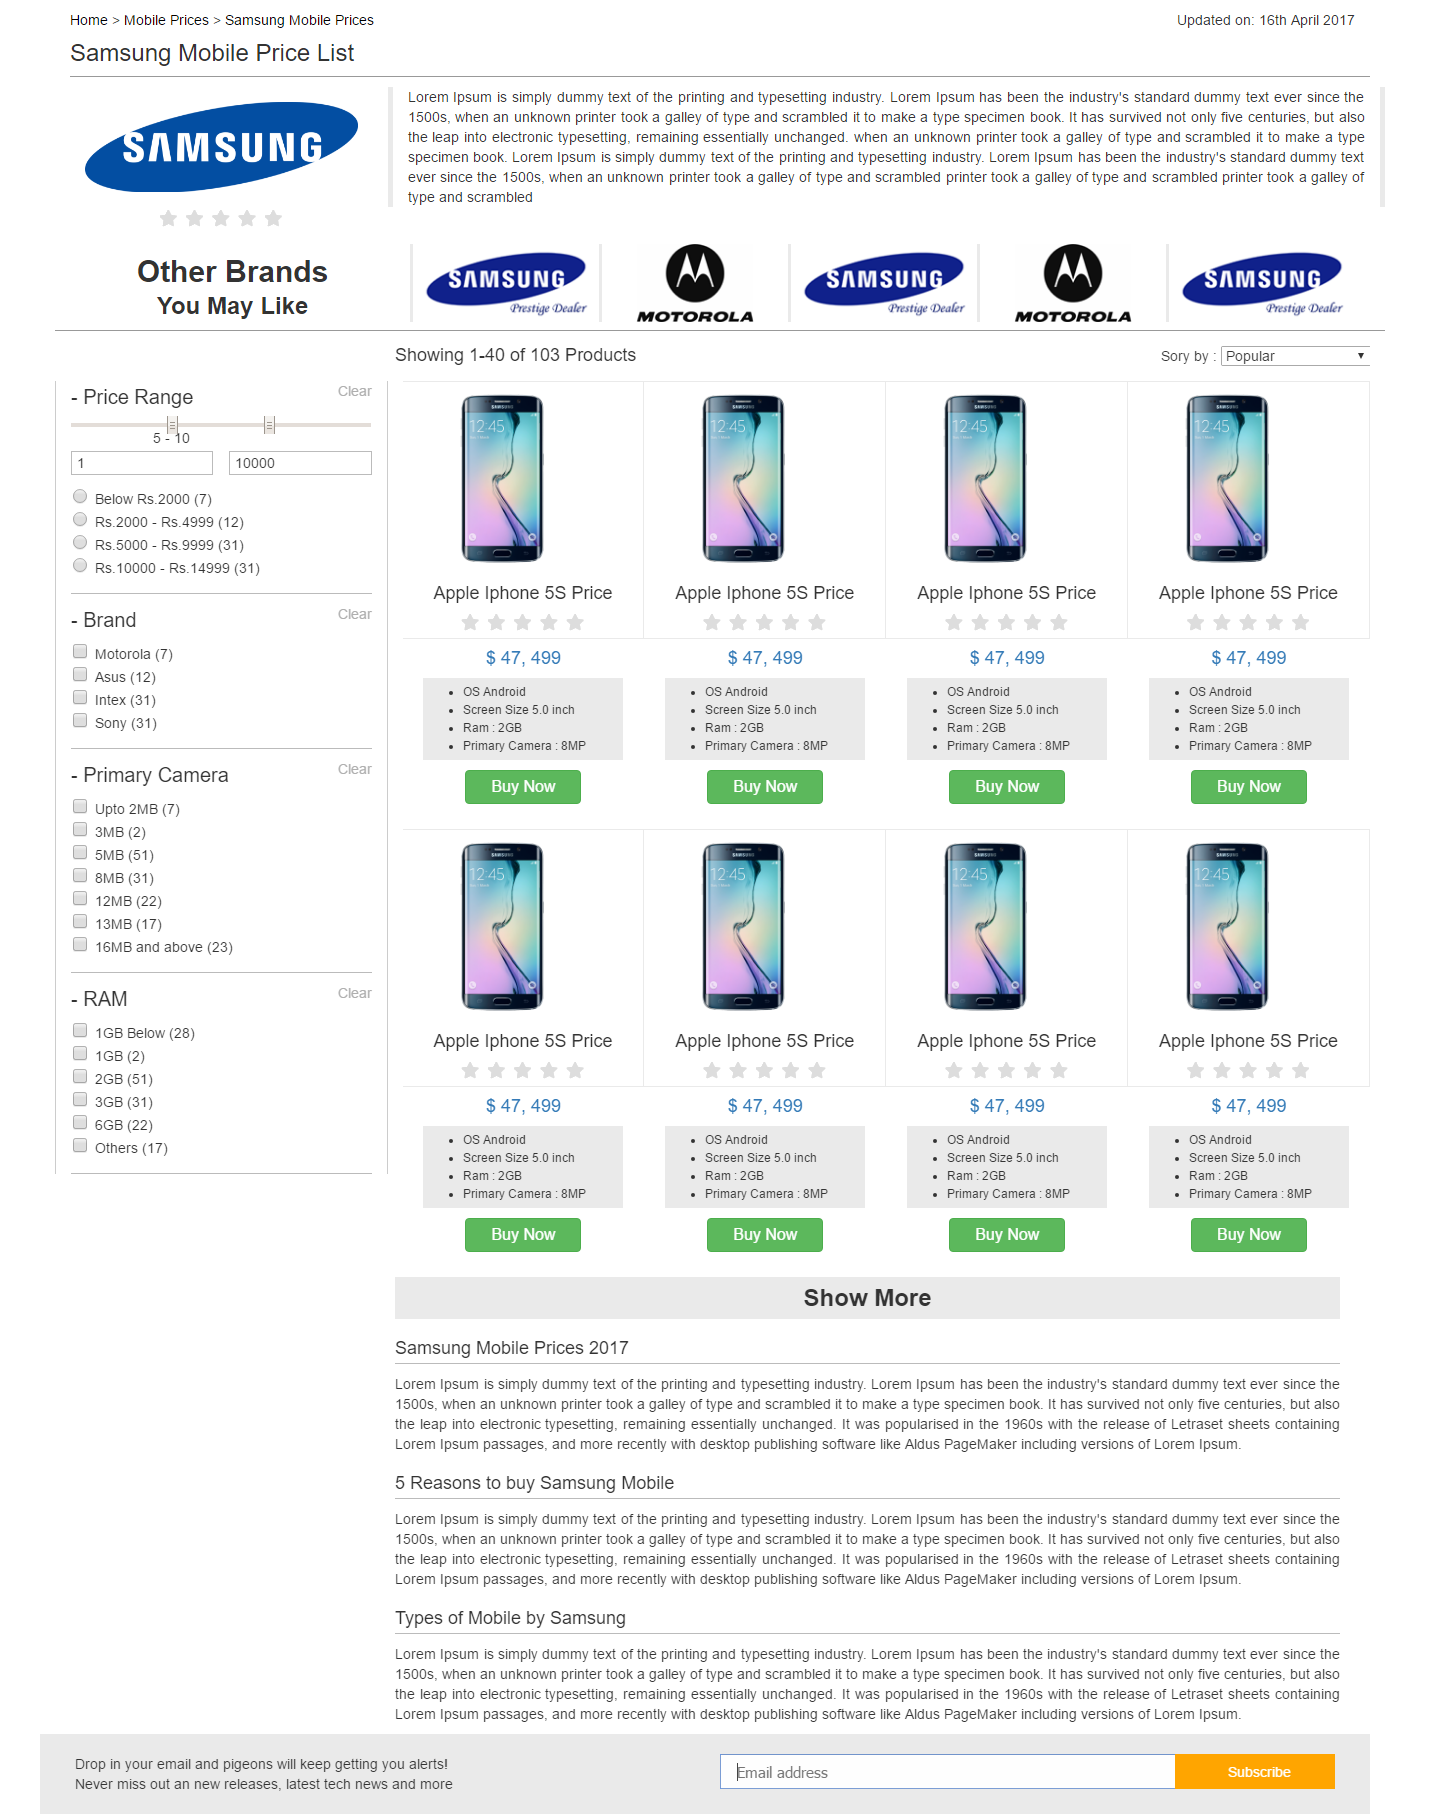 Home > Mobile Prices > Samsung Mobile Prices
Updated on: 16th April 2017
Samsung Mobile Price List
SAMSUNG
Lorem Ipsum is simply dummy text of the printing and typesetting industry. Lorem Ipsum has been the industry's standard dummy text ever since the
1500s, when an unknown printer took a galley of type and scrambled it to make a type specimen book. It has survived not only five centuries, but also
the leap into electronic typesetting, remaining essentially unchanged. when an unknown printer took a galley of type and scrambled it to make a type
specimen book. Lorem Ipsum is simply dummy text of the printing and typesetting industry. Lorem Ipsum has been the industry's standard dummy text
ever since the 1500s, when an unknown printer took a galley of type and scrambled printer took a galley of type and scrambled printer took a galley of
type and scrambled
Other Brands
You May Like
SAMSUNG
Prestige Dealer
MOTOROLA
SAMSUNG
Prestige Dealer
MOTOROLA
SAMSUNG
Prestige Dealer
Showing 1-40 of 103 Products
Sory by : Popular
- Price Range
Clear
5 - 10
1
10000
Below Rs.2000 (7)
Rs.2000 - Rs.4999 (12)
Rs.5000 - Rs.9999 (31)
Rs.10000 - Rs.14999 (31)
- Brand
Clear
Motorola (7)
Asus (12)
Intex (31)
Sony (31)
- Primary Camera
Clear
Upto 2MB (7)
3MB (2)
5MB (51)
8MB (31)
12MB (22)
13MB (17)
16MB and above (23)
- RAM
Clear
1GB Below (28)
1GB (2)
2GB (51)
3GB (31)
6GB (22)
Others (17)
SAMSUNG
12:45
Apple Iphone 5S Price
$ 47, 499
OS Android
Screen Size 5.0 inch
Ram : 2GB
Primary Camera : 8MP
Buy Now
SAMSUNG
12:45
Apple Iphone 5S Price
$ 47, 499
OS Android
Screen Size 5.0 inch
Ram : 2GB
Primary Camera : 8MP
Buy Now
SAMSUNG
12:45
Apple Iphone 5S Price
$ 47, 499
OS Android
Screen Size 5.0 inch
Ram : 2GB
Primary Camera : 8MP
Buy Now
SAMSUNG
12:45
Apple Iphone 5S Price
$ 47, 499
OS Android
Screen Size 5.0 inch
Ram : 2GB
Primary Camera : 8MP
Buy Now
SAMSUNG
12:45
Apple Iphone 5S Price
$ 47, 499
OS Android
Screen Size 5.0 inch
Ram : 2GB
Primary Camera : 8MP
Buy Now
SAMSUNG
12:45
Apple Iphone 5S Price
$ 47, 499
OS Android
Screen Size 5.0 inch
Ram : 2GB
Primary Camera : 8MP
Buy Now
SAMSUNG
12:45
Apple Iphone 5S Price
$ 47, 499
OS Android
Screen Size 5.0 inch
Ram : 2GB
Primary Camera : 8MP
Buy Now
SAMSUNG
12:45
Apple Iphone 5S Price
$ 47, 499
OS Android
Screen Size 5.0 inch
Ram : 2GB
Primary Camera : 8MP
Buy Now
Show More
Samsung Mobile Prices 2017
Lorem Ipsum is simply dummy text of the printing and typesetting industry. Lorem Ipsum has been the industry's standard dummy text ever since the
1500s, when an unknown printer took a galley of type and scrambled it to make a type specimen book. It has survived not only five centuries, but also
the leap into electronic typesetting, remaining essentially unchanged. It was popularised in the 1960s with the release of Letraset sheets containing
Lorem Ipsum passages, and more recently with desktop publishing software like Aldus PageMaker including versions of Lorem Ipsum.
5 Reasons to buy Samsung Mobile
Lorem Ipsum is simply dummy text of the printing and typesetting industry. Lorem Ipsum has been the industry's standard dummy text ever since the
1500s, when an unknown printer took a galley of type and scrambled it to make a type specimen book. It has survived not only five centuries, but also
the leap into electronic typesetting, remaining essentially unchanged. It was popularised in the 1960s with the release of Letraset sheets containing
Lorem Ipsum passages, and more recently with desktop publishing software like Aldus PageMaker including versions of Lorem Ipsum.
Types of Mobile by Samsung
Lorem Ipsum is simply dummy text of the printing and typesetting industry. Lorem Ipsum has been the industry's standard dummy text ever since the
1500s, when an unknown printer took a galley of type and scrambled it to make a type specimen book. It has survived not only five centuries, but also
the leap into electronic typesetting, remaining essentially unchanged. It was popularised in the 1960s with the release of Letraset sheets containing
Lorem Ipsum passages, and more recently with desktop publishing software like Aldus PageMaker including versions of Lorem Ipsum.
Drop in your email and pigeons will keep getting you alerts!
Never miss out an new releases, latest tech news and more
Email address
Subscribe